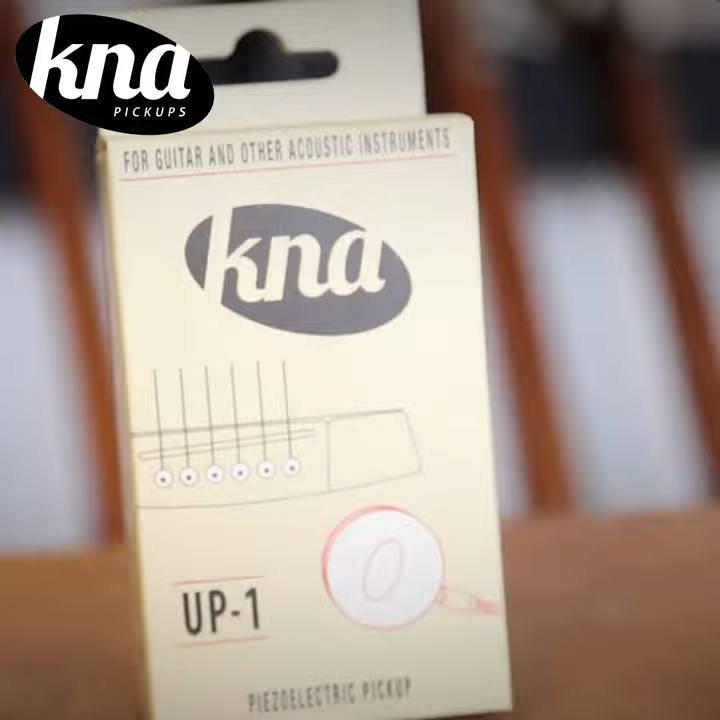 kna
PICKUPS
FOR GUITAR AND OTHER ACOUSTIC INSTRUMENTS
kna
UP-1
PIEZOELECTRIC PICKUP